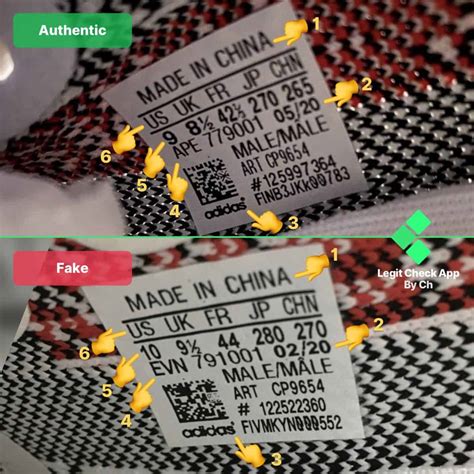 Authentic
1
MADE IN CHINA
US UK FR JP CHN
2
9 8½ 42⅔ 270 265
APE 779001 05/20
6
MALE/MALE
5
ART CP9654
4
# 125997364
FINB3JKk00783
adidas
3
Legit Check App
By Ch
Fake
1
MADE IN CHINA
US UK FR JP CHN
2
10 9½ 44 280 270
EVN 791001 02/20
6
MALE/MÂLE
5
ART CP9654
4
# 122522360
FIVMKYN000552
adidas
3